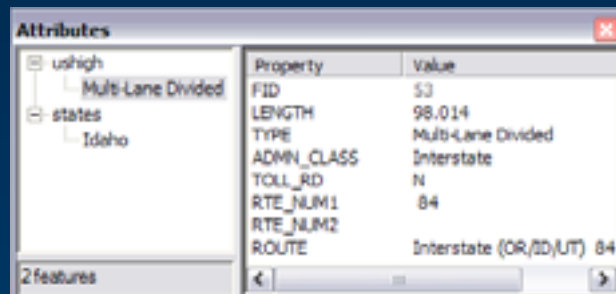 Attributes
ushigh
Multi-Lane Divided
states
Idaho
2 features
Property Value
FID 53
LENGTH 98.014
TYPE Multi-Lane Divided
ADMN_CLASS Interstate
TOLL_RD N
RTE_NUM1 84
RTE_NUM2
ROUTE Interstate (OR/ID/UT) 84